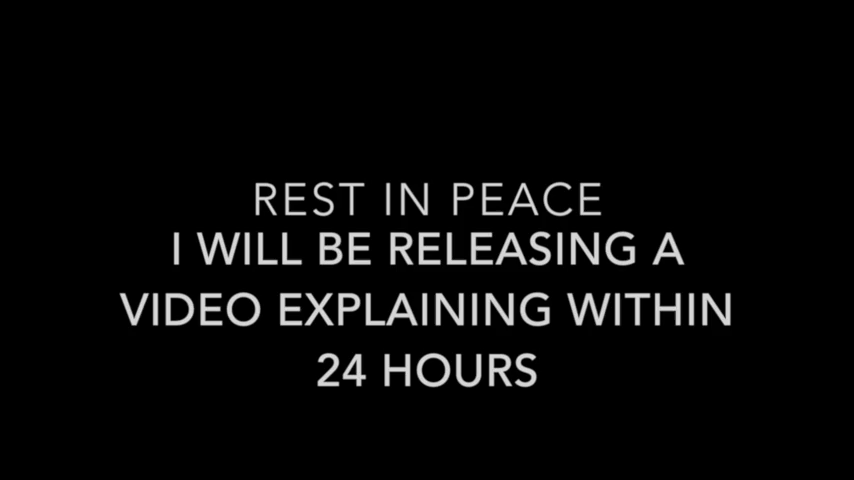 REST IN PEACE
I WILL BE RELEASING A
VIDEO EXPLAINING WITHIN
24 HOURS